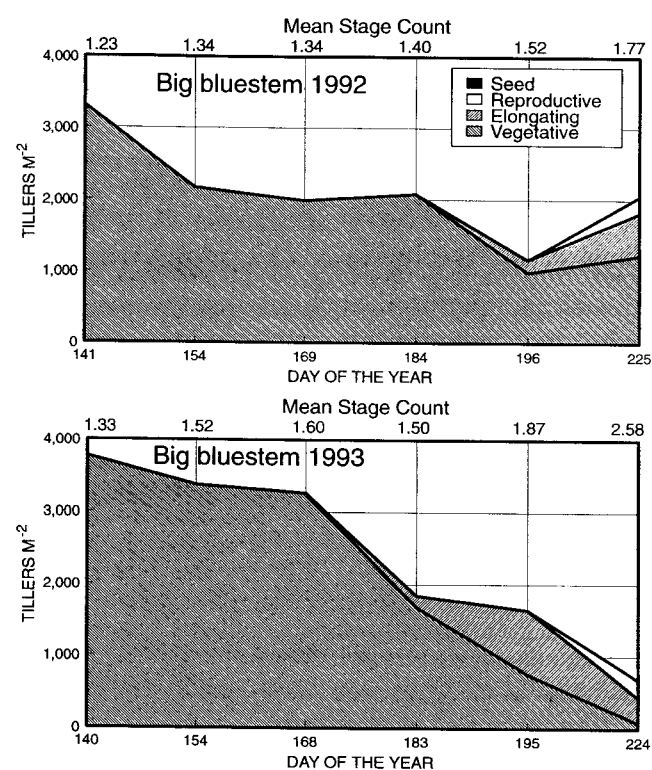 Mean Stage Count
1.23 1.34 1.34 1.40 1.52 1.77
Big bluestem 1992
Seed
Reproductive
Elongating
Vegetative
4,000
3,000
2,000
1,000
0
TILLERS M-2
141 154 169 184 196 225
DAY OF THE YEAR
Mean Stage Count
1.33 1.52 1.60 1.50 1.87 2.58
Big bluestem 1993
4,000
3,000
2,000
1,000
0
TILLERS M-2
140 154 168 183 195 224
DAY OF THE YEAR